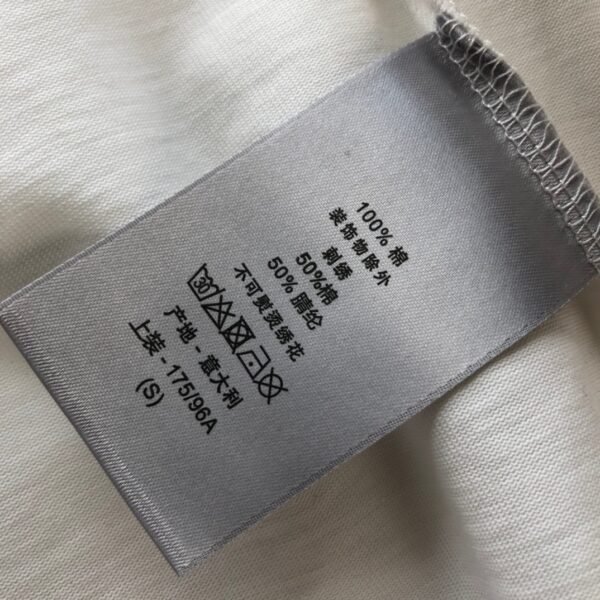 100% 棉
装饰物除外
刺绣
50%棉
50% 腈纶
不可熨烫绣花
30
产地 - 意大利
上装 - 175/96A
(S)